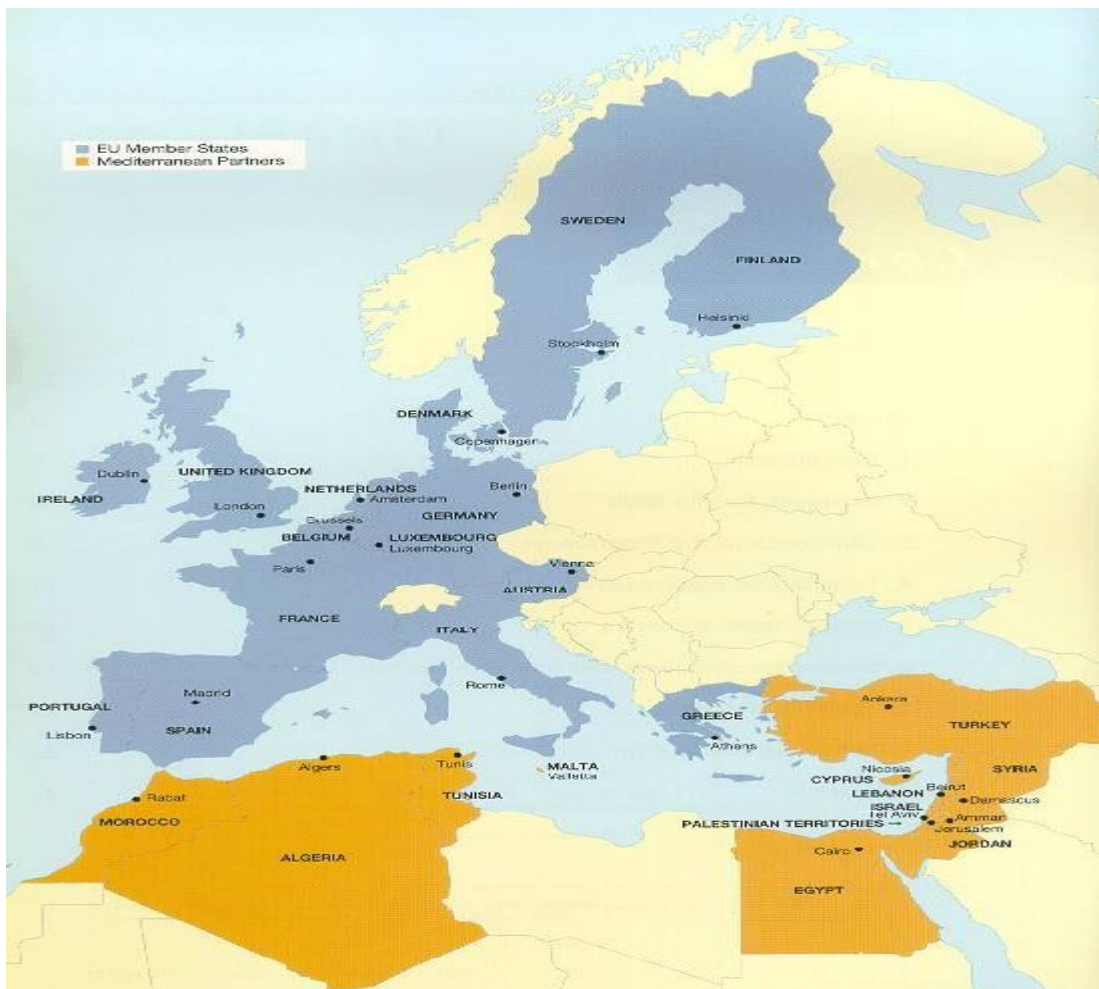 EU Member States
Mediterranean Partners
SWEDEN
FINLAND
Helsinki
Stockholm
DENMARK
Copenhagen
Dublin
UNITED KINGDOM
IRELAND
London
NETHERLANDS
Amsterdam
Berlin
GERMANY
Brussels
BELGIUM
LUXEMBOURG
Luxembourg
Paris
Vienna
AUSTRIA
FRANCE
ITALY
Madrid
Rome
PORTUGAL
Lisbon
SPAIN
GREECE
Athens
Ankara
TURKEY
Algers
Tunis
MALTA
Valletta
Nicosia
CYPRUS
SYRIA
LEBANON
Beirut
Damascus
Rabat
MOROCCO
TUNISIA
ISRAEL
Tel Aviv
PALESTINIAN TERRITORIES →
Amman
Jerusalem
JORDAN
ALGERIA
Cairo
EGYPT